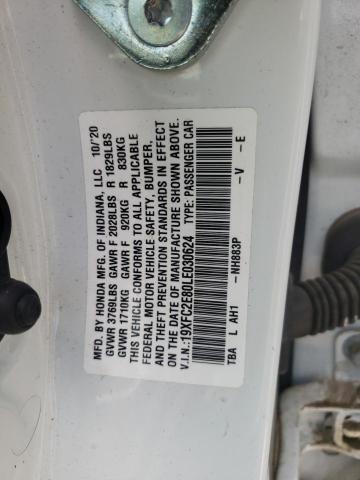 MFD. BY HONDA MFG. OF INDIANA, LLC 10/'20
GVWR 3769LBS GAWR F 2028LBS R 1829LBS
GVWR 1710KG GAWR F 920KG R 830KG
THIS VEHICLE CONFORMS TO ALL APPLICABLE
FEDERAL MOTOR VEHICLE SAFETY, BUMPER,
AND THEFT PREVENTION STANDARDS IN EFFECT
ON THE DATE OF MANUFACTURE SHOWN ABOVE.
V.I.N.: 19XFC2E80LE030624 TYPE: PASSENGER CAR
TBA L AH1 -NH883P -V -E